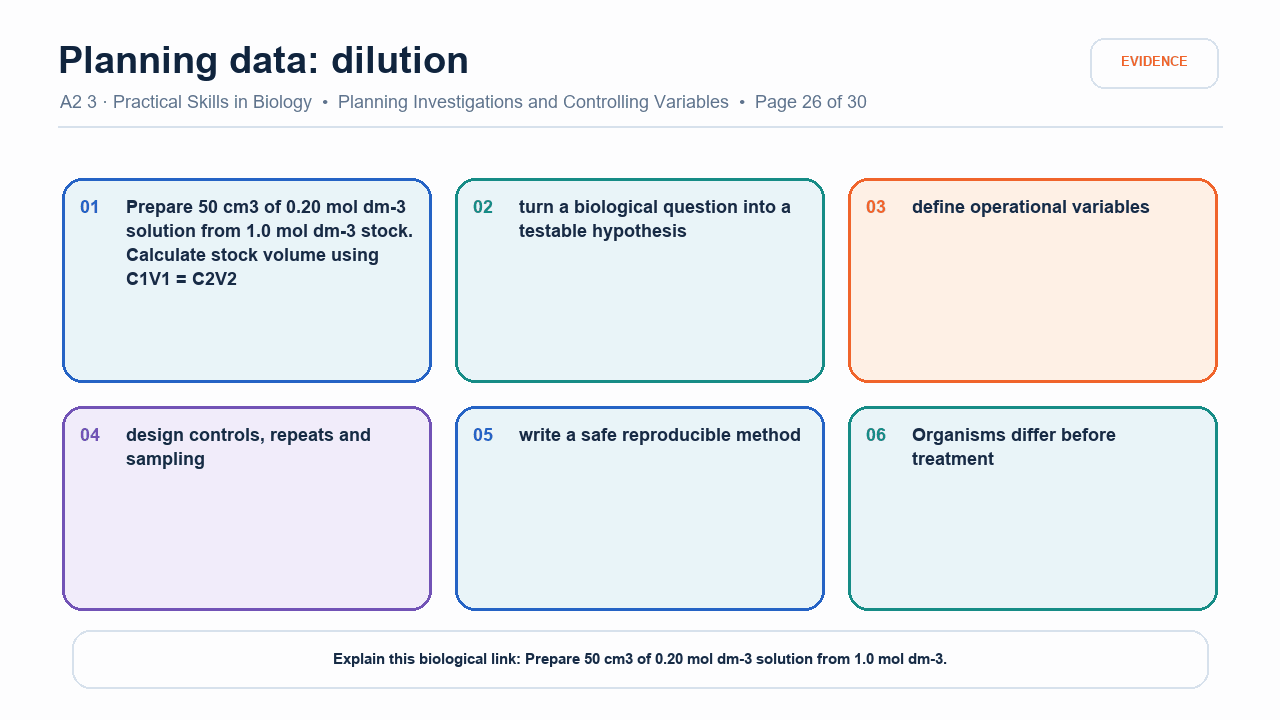 Planning data: dilution
EVIDENCE
A2 3 · Practical Skills in Biology • Planning Investigations and Controlling Variables • Page 26 of 30
01
Prepare 50 cm3 of 0.20 mol dm-3
solution from 1.0 mol dm-3 stock.
Calculate stock volume using
C1V1 = C2V2
02
turn a biological question into a
testable hypothesis
03
define operational variables
04
design controls, repeats and
sampling
05
write a safe reproducible method
06
Organisms differ before
treatment
Explain this biological link: Prepare 50 cm3 of 0.20 mol dm-3 solution from 1.0 mol dm-3.